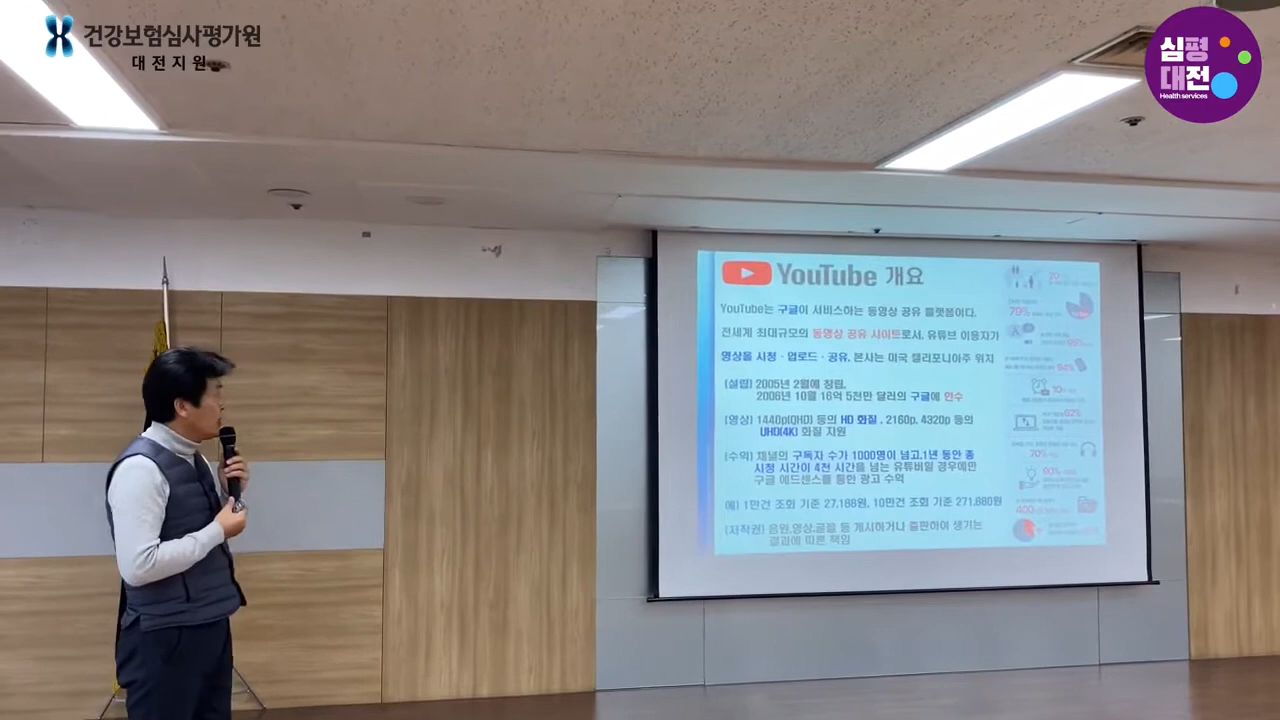 건강보험심사평가원
대전지원
심평
대전
Health services
YouTube 개요
YouTube는 구글이 서비스하는 동영상 공유 플랫폼이다.
전세계 최대규모의 동영상 공유 사이트로서, 유튜브 이용자가
영상을 시청 · 업로드 · 공유, 본사는 미국 캘리포니아주 위치
(설립) 2005년 2월에 창립,
2006년 10월 16억 5천만 달러의 구글에 인수
(영상) 1440p(QHD) 등의 HD 화질, 2160p, 4320p 등의
UHD(4K) 화질 지원
(수익) 채널의 구독자 수가 1000명이 넘고,1년 동안 총
시청 시간이 4천 시간을 넘는 유튜버일 경우에만
구글 에드센스를 통한 광고 수익
예) 1만건 조회 기준 27,188원, 10만건 조회 기준 271,880원
(저작권) 음원,영상,글꼴 등 게시하거나 출판하여 생기는
결과에 따른 책임
70
79%
94%
10
62%
70%
90%
400